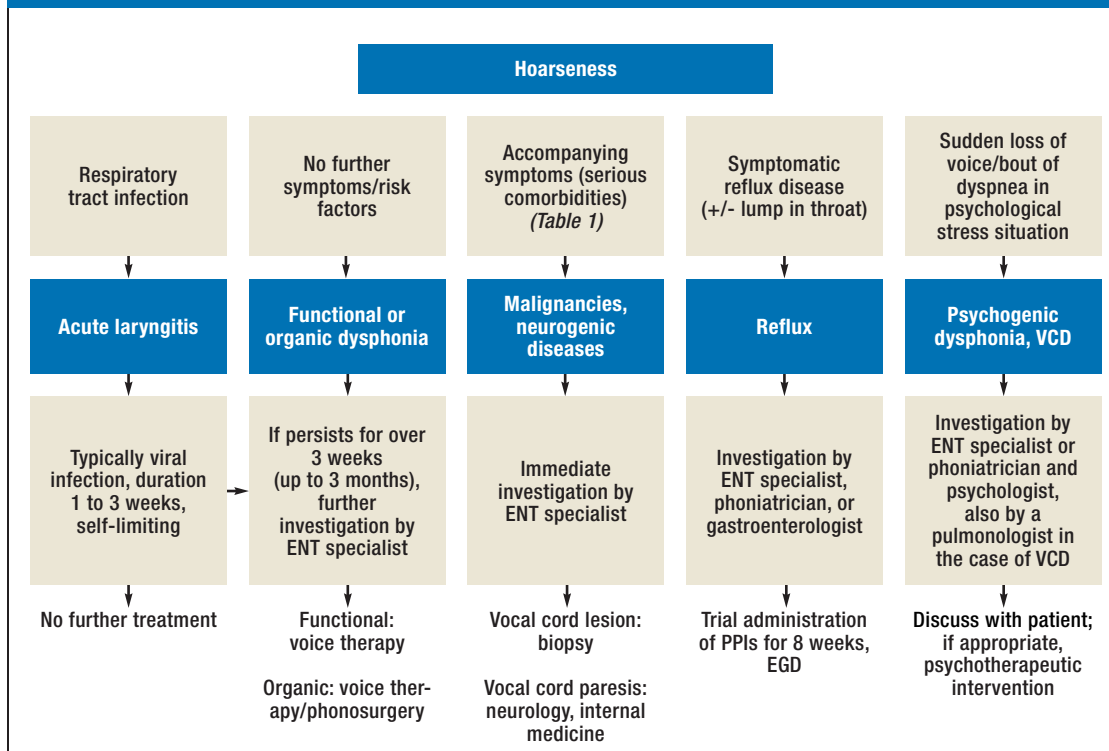 Hoarseness
Respiratory
tract infection
No further
symptoms/risk
factors
Accompanying
symptoms (serious
comorbidities)
(Table 1)
Symptomatic
reflux disease
(+/- lump in throat)
Sudden loss of
voice/bout of
dyspnea in
psychological
stress situation
Acute laryngitis
Functional or
organic dysphonia
Malignancies,
neurogenic
diseases
Reflux
Psychogenic
dysphonia, VCD
Typically viral
infection, duration
1 to 3 weeks,
self-limiting
If persists for over
3 weeks
(up to 3 months),
further
investigation by
ENT specialist
Immediate
investigation by
ENT specialist
Investigation by
ENT specialist,
phoniatrician, or
gastroenterologist
Investigation by
ENT specialist or
phoniatrician and
psychologist,
also by a
pulmonologist in
the case of VCD
No further treatment
Functional:
voice therapy
Organic: voice ther-
apy/phonosurgery
Vocal cord lesion:
biopsy
Vocal cord paresis:
neurology, internal
medicine
Trial administration
of PPIs for 8 weeks,
EGD
Discuss with patient;
if appropriate,
psychotherapeutic
intervention